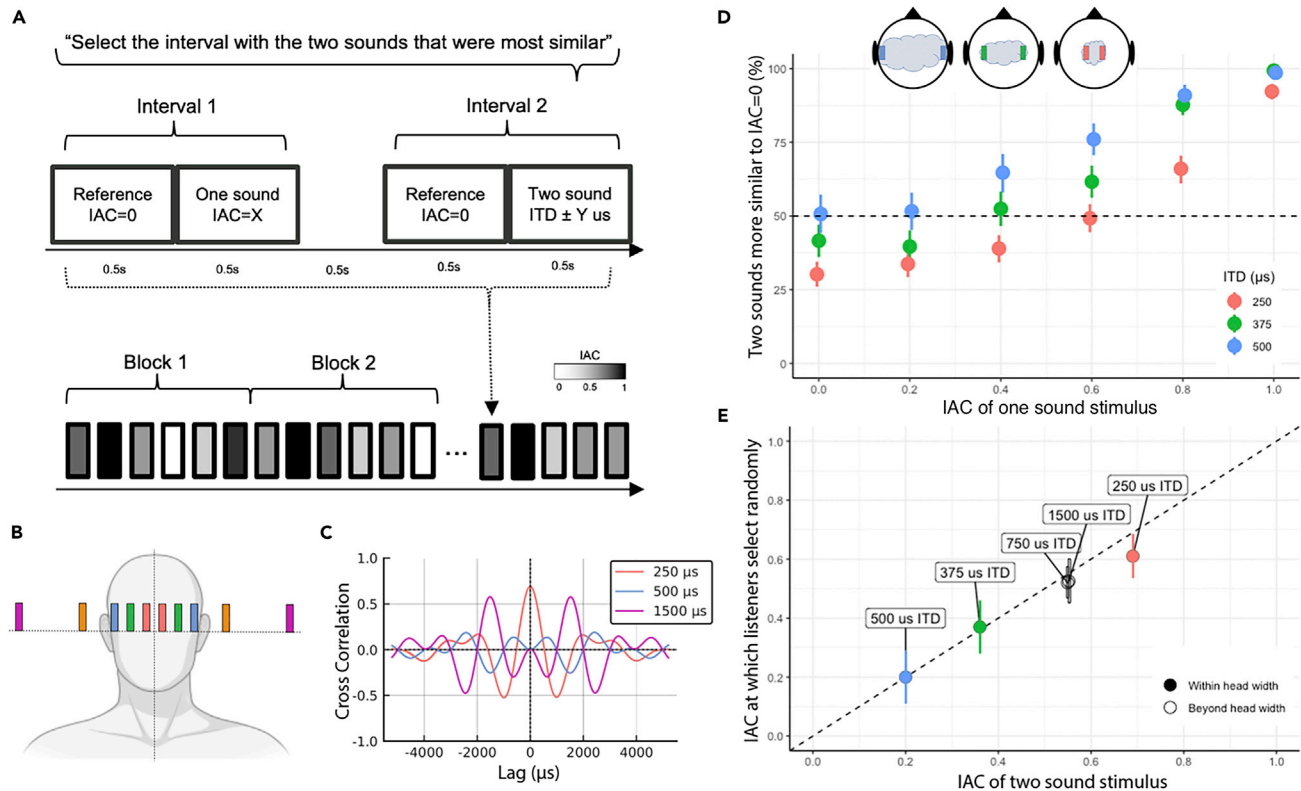 A
“Select the interval with the two sounds that were most similar”
Interval 1
Interval 2
Reference
IAC=0
One sound
IAC=X
Reference
IAC=0
Two sound
ITD ± Y us
0.5s
0.5s
0.5s
0.5s
0.5s
Block 1
Block 2
IAC
0 0.5 1
...
B
C
1.0
0.5
0.0
-0.5
-1.0
Cross Correlation
-4000 -2000 0 2000 4000
Lag (μs)
250 μs
500 μs
1500 μs
D
Two sounds more similar to IAC=0 (%)
100
75
50
25
0
0.0 0.2 0.4 0.6 0.8 1.0
IAC of one sound stimulus
ITD (μs)
250
375
500
E
IAC at which listeners select randomly
1.0
0.8
0.6
0.4
0.2
0.0
250 us ITD
1500 us ITD
750 us ITD
375 us ITD
500 us ITD
Within head width
Beyond head width
0.0 0.2 0.4 0.6 0.8 1.0
IAC of two sound stimulus